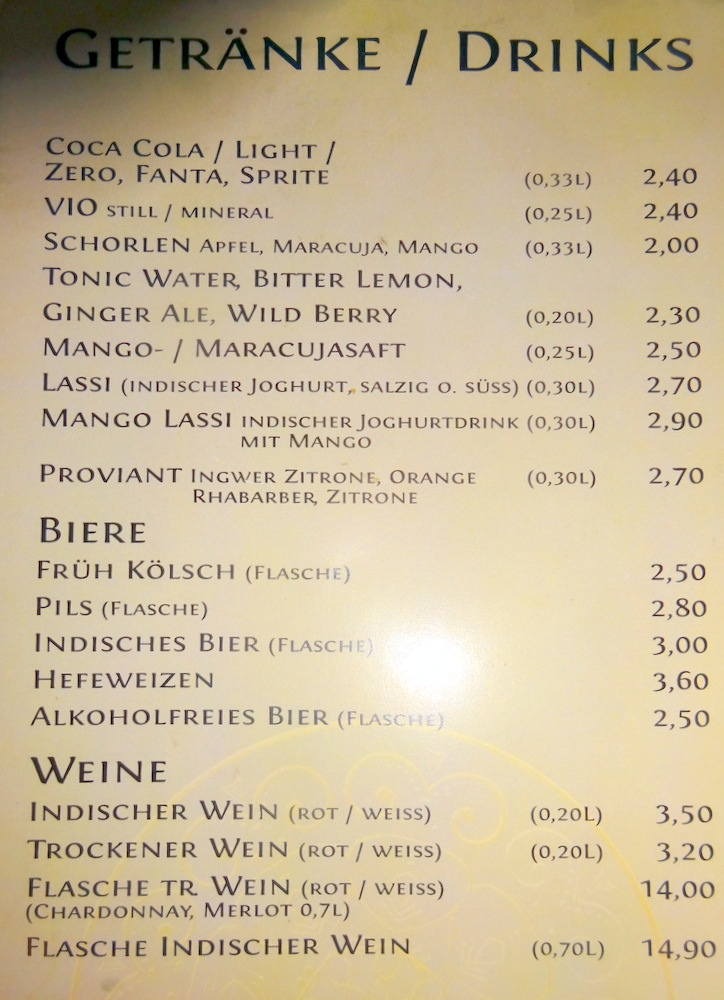 GETRÄNKE / DRINKS
COCA COLA / LIGHT /
ZERO, FANTA, SPRITE (0,33L) 2,40
VIO STILL / MINERAL (0,25L) 2,40
SCHORLEN APFEL, MARACUJA, MANGO (0,33L) 2,00
TONIC WATER, BITTER LEMON,
GINGER ALE, WILD BERRY (0,20L) 2,30
MANGO- / MARACUJASAFT (0,25L) 2,50
LASSI (INDISCHER JOGHURT, SALZIG O. SÜSS) (0,30L) 2,70
MANGO LASSI INDISCHER JOGHURTDRINK (0,30L) 2,90
MIT MANGO
PROVIANT INGWER ZITRONE, ORANGE (0,30L) 2,70
RHABARBER, ZITRONE
BIERE
FRÜH KÖLSCH (FLASCHE) 2,50
PILS (FLASCHE) 2,80
INDISCHES BIER (FLASCHE) 3,00
HEFEWEIZEN 3,60
ALKOHOLFREIES BIER (FLASCHE) 2,50
WEINE
INDISCHER WEIN (ROT / WEISS) (0,20L) 3,50
TROCKENER WEIN (ROT / WEISS) (0,20L) 3,20
FLASCHE TR. WEIN (ROT / WEISS) 14,00
(CHARDONNAY, MERLOT 0,7L)
FLASCHE INDISCHER WEIN (0,70L) 14,90